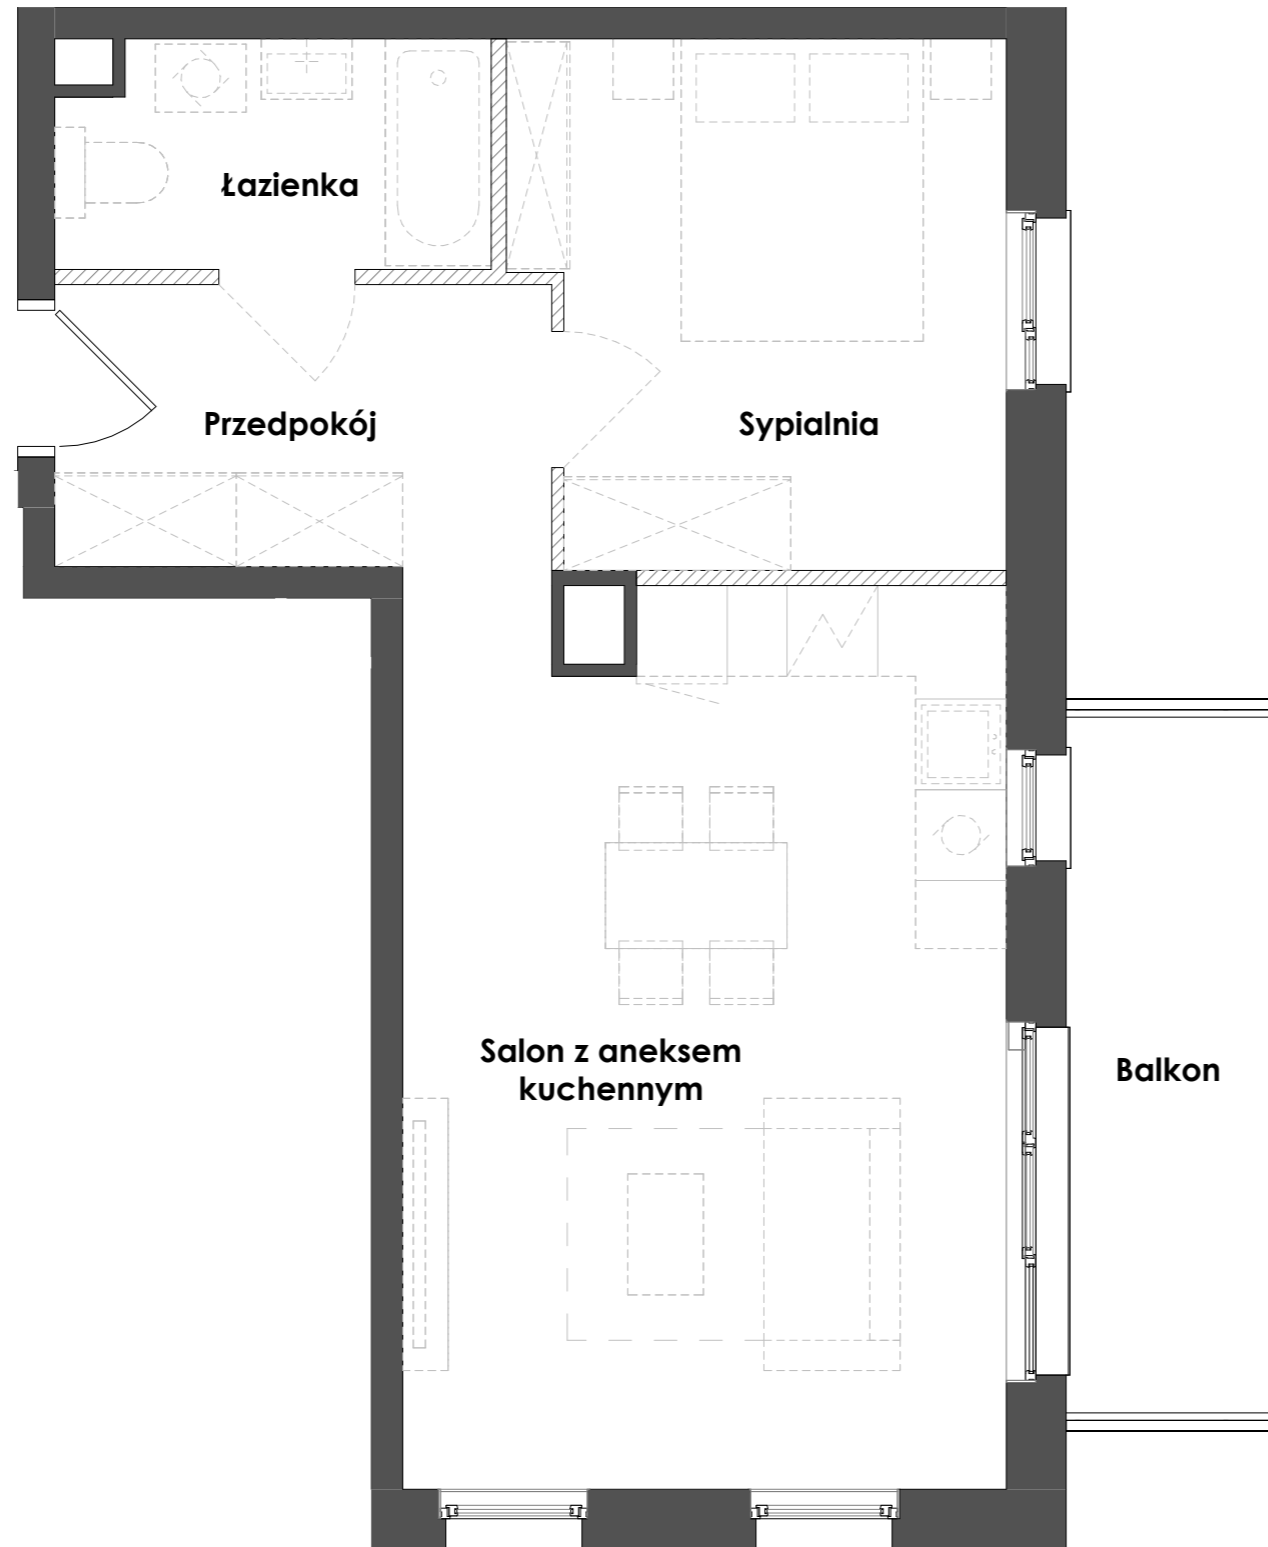 Łazienka
Przedpokój
Sypialnia
Salon z aneksem
kuchennym
Balkon